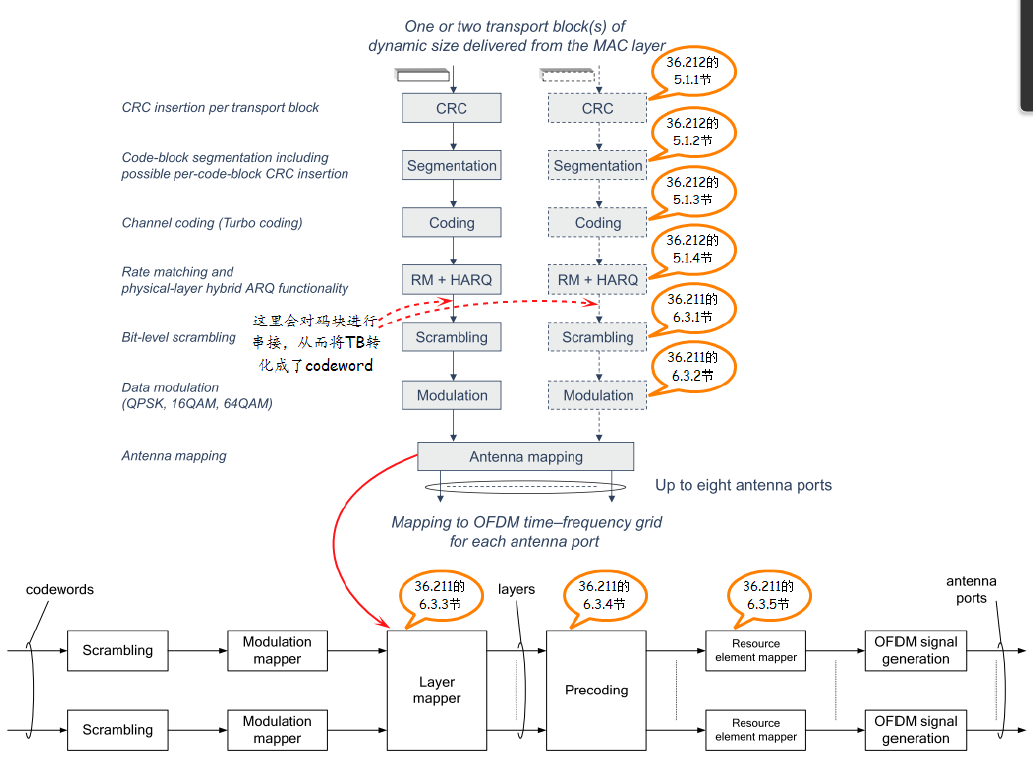 One or two transport block(s) of
dynamic size delivered from the MAC layer
36.212的
5.1.1节
CRC insertion per transport block
CRC
CRC
36.212的
5.1.2节
Code-block segmentation including
possible per-code-block CRC insertion
Segmentation
Segmentation
36.212的
5.1.3节
Channel coding (Turbo coding)
Coding
Coding
36.212的
5.1.4节
Rate matching and
physical-layer hybrid ARQ functionality
RM + HARQ
RM + HARQ
36.211的
6.3.1节
这里会对码块进行
串接，从而将TB转
化成了codeword
Bit-level scrambling
Scrambling
Scrambling
36.211的
6.3.2节
Data modulation
(QPSK, 16QAM, 64QAM)
Modulation
Modulation
Antenna mapping
Antenna mapping
Up to eight antenna ports
Mapping to OFDM time–frequency grid
for each antenna port
codewords
36.211的
6.3.3节
layers
36.211的
6.3.4节
36.211的
6.3.5节
antenna
ports
Scrambling
Modulation
mapper
Layer
mapper
Precoding
Resource
element mapper
OFDM signal
generation
Scrambling
Modulation
mapper
Resource
element mapper
OFDM signal
generation